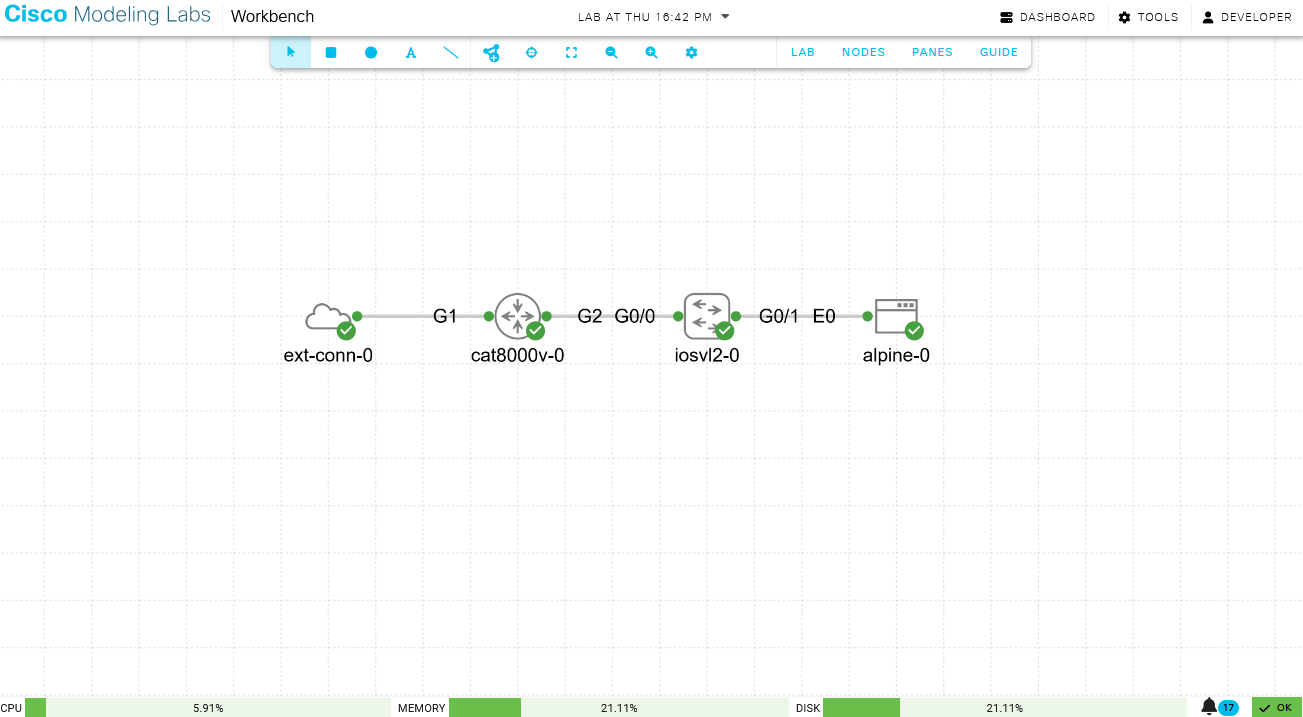 Cisco Modeling Labs Workbench LAB AT THU 16:42 PM DASHBOARD TOOLS DEVELOPER
A LAB NODES PANES GUIDE
G1 G2 G0/0 G0/1 E0
ext-conn-0 cat8000v-0 iosvl2-0 alpine-0
CPU 5.91% MEMORY 21.11% DISK 21.11% 17 OK